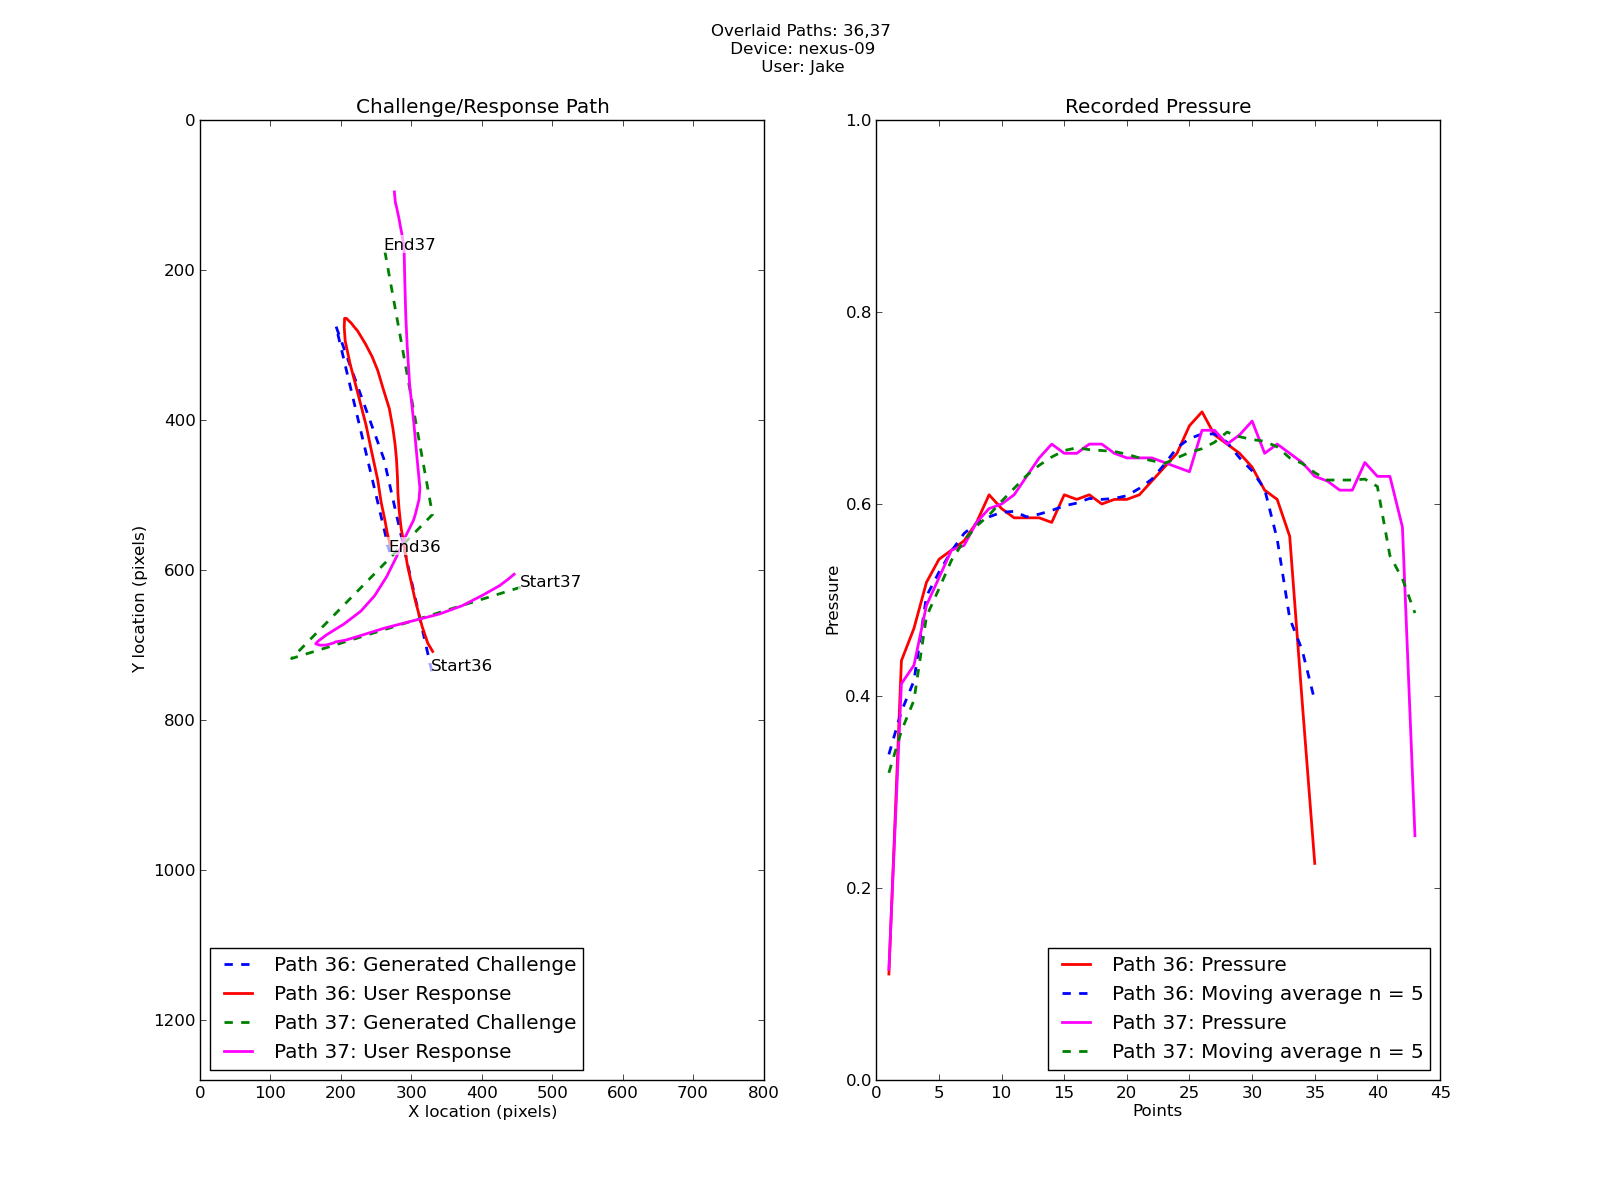 Overlaid Paths: 36,37
Device: nexus-09
User: Jake
Challenge/Response Path
0
200
400
600
800
1000
1200
Y location (pixels)
End37
End36
Start37
Start36
Path 36: Generated Challenge
Path 36: User Response
Path 37: Generated Challenge
Path 37: User Response
0 100 200 300 400 500 600 700 800
X location (pixels)
Recorded Pressure
1.0
0.8
0.6
0.4
0.2
0.0
Pressure
Path 36: Pressure
Path 36: Moving average n = 5
Path 37: Pressure
Path 37: Moving average n = 5
0 5 10 15 20 25 30 35 40 45
Points